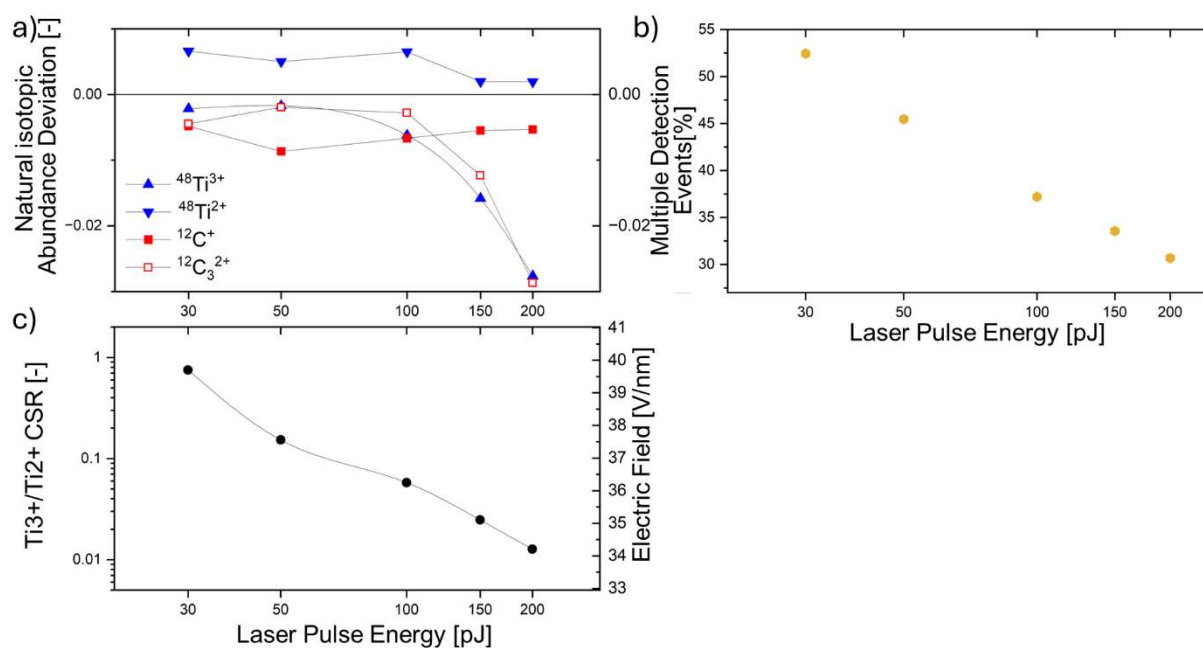 a)
Natural isotopic
Abundance Deviation [-]
0.00
−0.02
0.00
−0.02
⁴⁸Ti³⁺
⁴⁸Ti²⁺
¹²C⁺
¹²C₃²⁺
30
50
100
150
200
b)
Multiple Detection
Events[%]
55
50
45
40
35
30
30
50
100
150
200
Laser Pulse Energy [pJ]
c)
Ti3+/Ti2+ CSR [-]
1
0.1
0.01
Electric Field [V/nm]
41
40
39
38
37
36
35
34
33
30
50
100
150
200
Laser Pulse Energy [pJ]